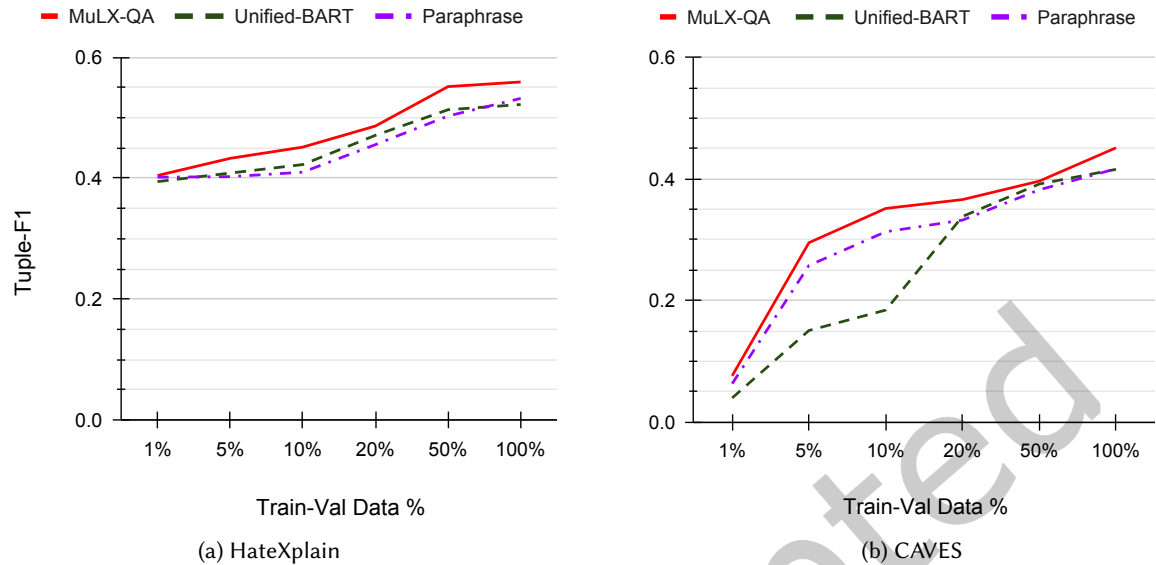 MuLX-QA Unified-BART Paraphrase
0.6
0.4
0.2
0.0
Tuple-F1
1% 5% 10% 20% 50% 100%
Train-Val Data %
(a) HateXplain
MuLX-QA Unified-BART Paraphrase
0.6
0.4
0.2
0.0
1% 5% 10% 20% 50% 100%
Train-Val Data %
(b) CAVES